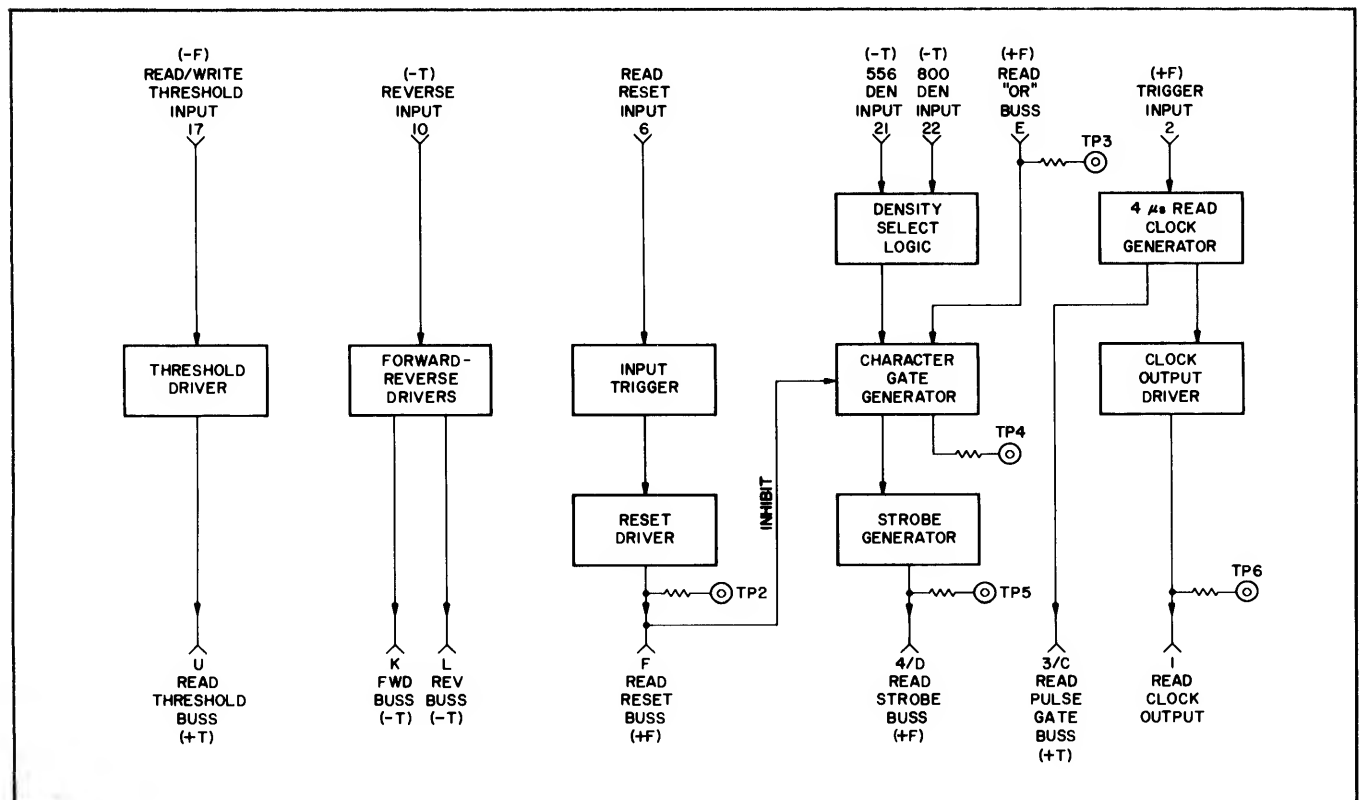 (-F)
READ/WRITE
THRESHOLD
INPUT
17
(-T)
REVERSE
INPUT
10
READ
RESET
INPUT
6
(-T)
556
DEN
INPUT
21
(-T)
800
DEN
INPUT
22
(+F)
READ
"OR"
BUSS
E
(+F)
TRIGGER
INPUT
2
TP3
DENSITY
SELECT
LOGIC
4 μs READ
CLOCK
GENERATOR
THRESHOLD
DRIVER
FORWARD-
REVERSE
DRIVERS
INPUT
TRIGGER
CHARACTER
GATE
GENERATOR
CLOCK
OUTPUT
DRIVER
TP4
INHIBIT
RESET
DRIVER
STROBE
GENERATOR
TP2
TP5
TP6
U
READ
THRESHOLD
BUSS
(+T)
K
FWD
BUSS
(-T)
L
REV
BUSS
(-T)
F
READ
RESET
BUSS
(+F)
4/D
READ
STROBE
BUSS
(+F)
3/C
READ
PULSE
GATE
BUSS
(+T)
1
READ
CLOCK
OUTPUT